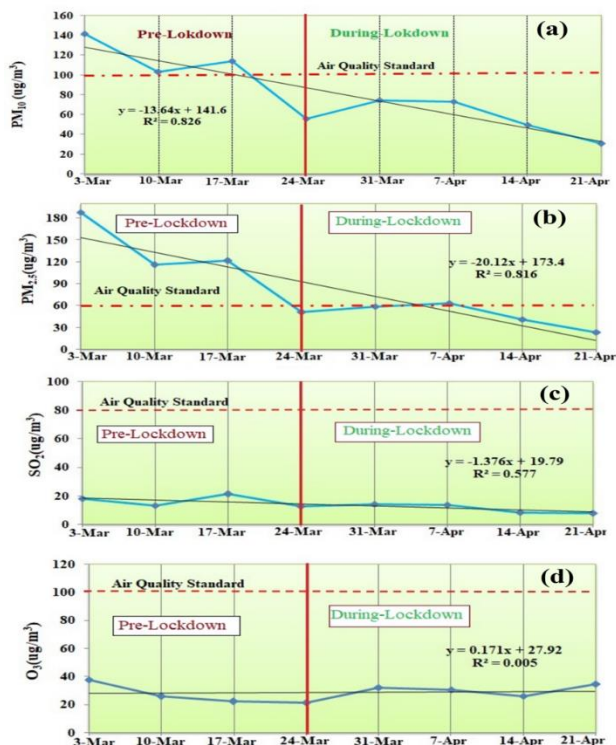 160
Pre-Lokdown During-Lokdown (a)
140
120
Air Quality Standard
100
80
y = -13.64x + 141.6
R² = 0.826
60
40
20
0
PM10 (ug/m³)
3-Mar 10-Mar 17-Mar 24-Mar 31-Mar 7-Apr 14-Apr 21-Apr
180
Pre-Lockdown During-Lockdown (b)
150
120
y = -20.12x + 173.4
R² = 0.816
90
Air Quality Standard
60
30
0
PM2.5(ug/m³)
3-Mar 10-Mar 17-Mar 24-Mar 31-Mar 7-Apr 14-Apr 21-Apr
100
(c)
Air Quality Standard
80
Pre-Lockdown During-Lockdown
60
y = -1.376x + 19.79
R² = 0.577
40
20
0
SO2(ug/m³)
3-Mar 10-Mar 17-Mar 24-Mar 31-Mar 7-Apr 14-Apr 21-Apr
120
(d)
Air Quality Standard
100
80
Pre-Lockdown During-Lockdown
60
y = 0.171x + 27.92
R² = 0.005
40
20
0
O3(ug/m³)
3-Mar 10-Mar 17-Mar 24-Mar 31-Mar 7-Apr 14-Apr 21-Apr